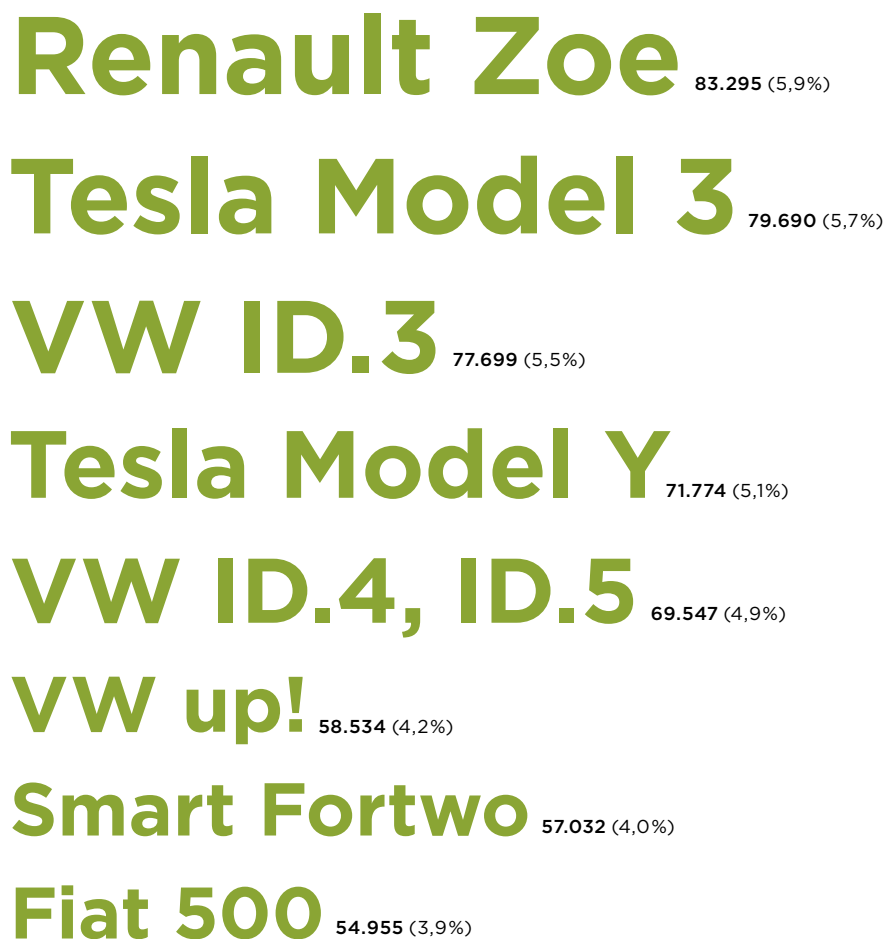 Renault Zoe 83.295 (5,9%)
Tesla Model 3 79.690 (5,7%)
VW ID.3 77.699 (5,5%)
Tesla Model Y 71.774 (5,1%)
VW ID.4, ID.5 69.547 (4,9%)
VW up! 58.534 (4,2%)
Smart Fortwo 57.032 (4,0%)
Fiat 500 54.955 (3,9%)